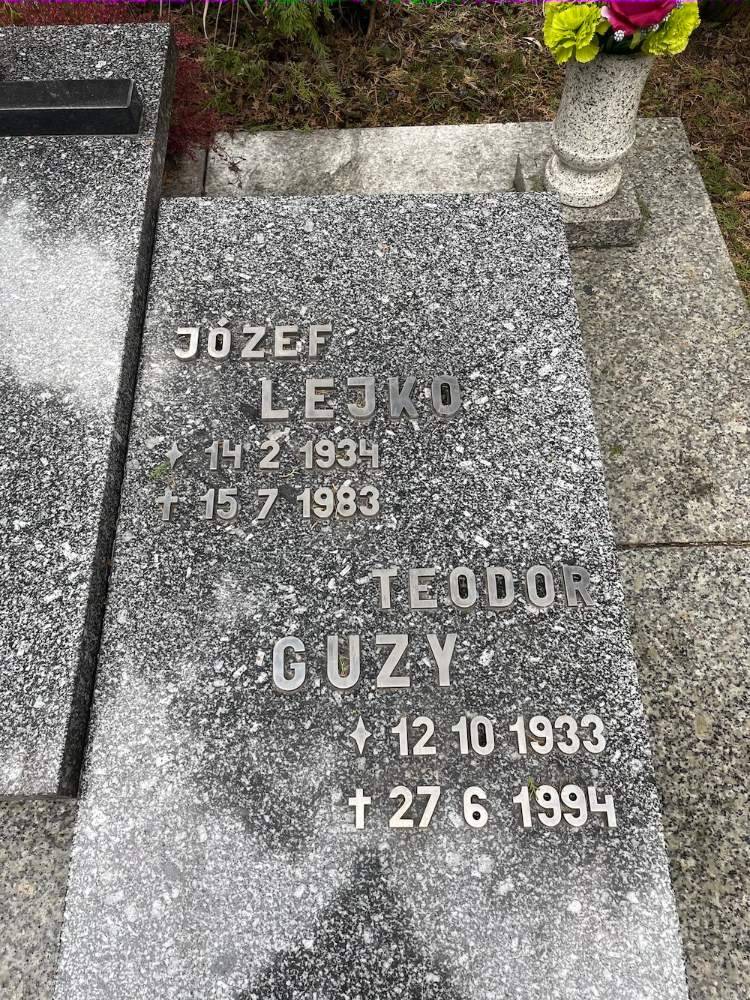 JÓZEF
LEJKO
✦ 14 2 1934
✝ 15 7 1983
TEODOR
GUZY
✦ 12 10 1933
✝ 27 6 1994